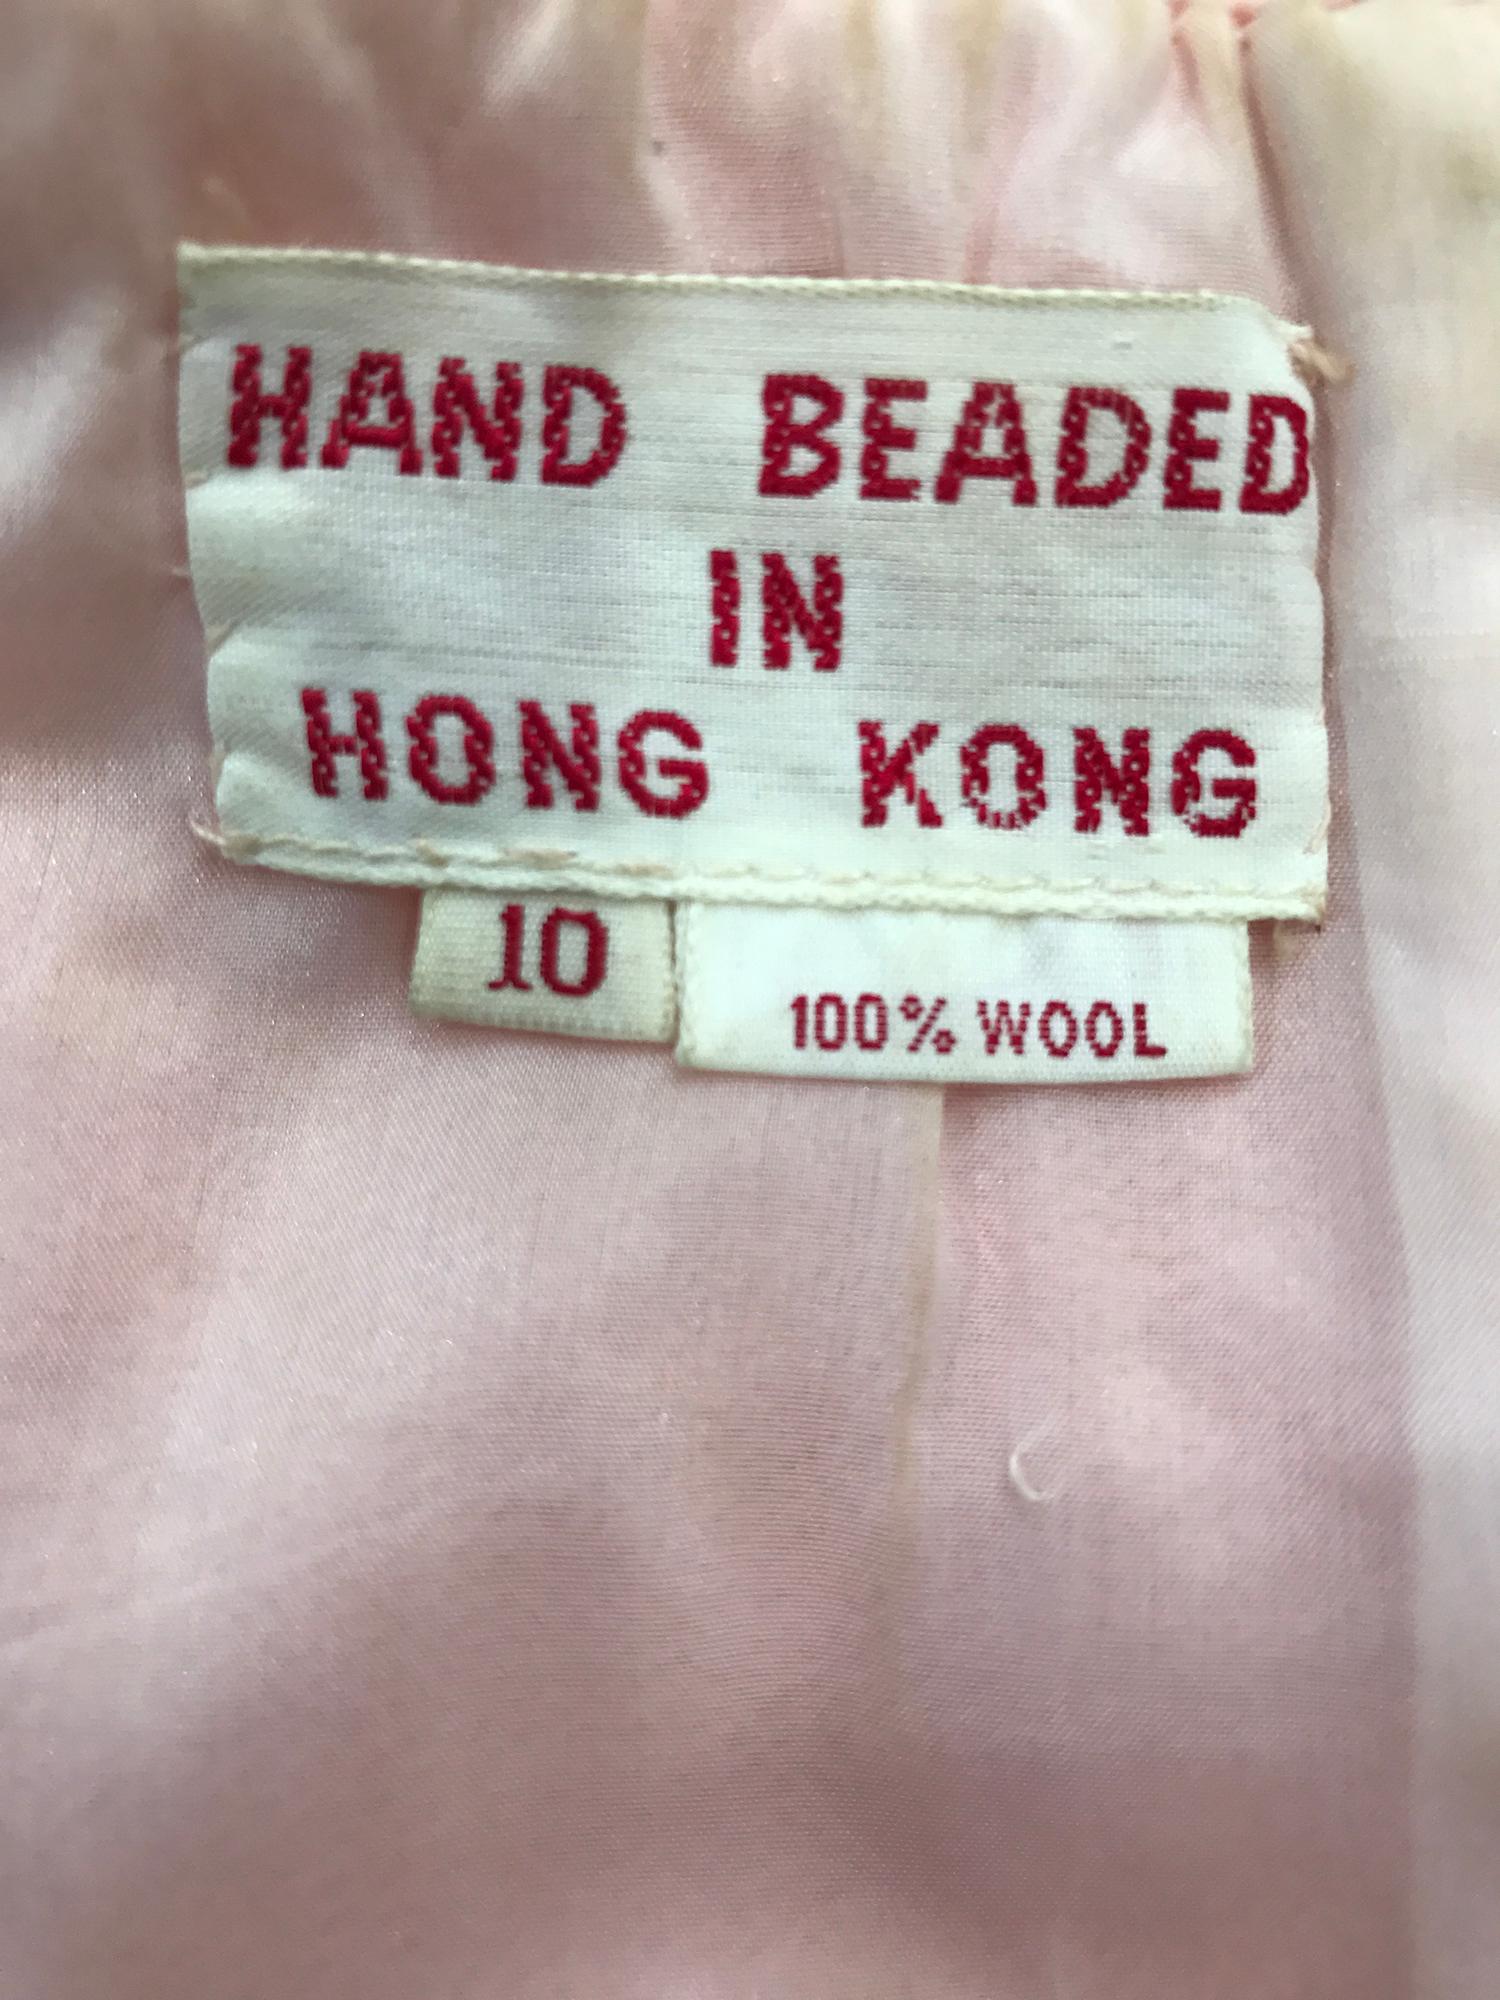 HAND BEADED
IN
HONG KONG
10
100% WOOL